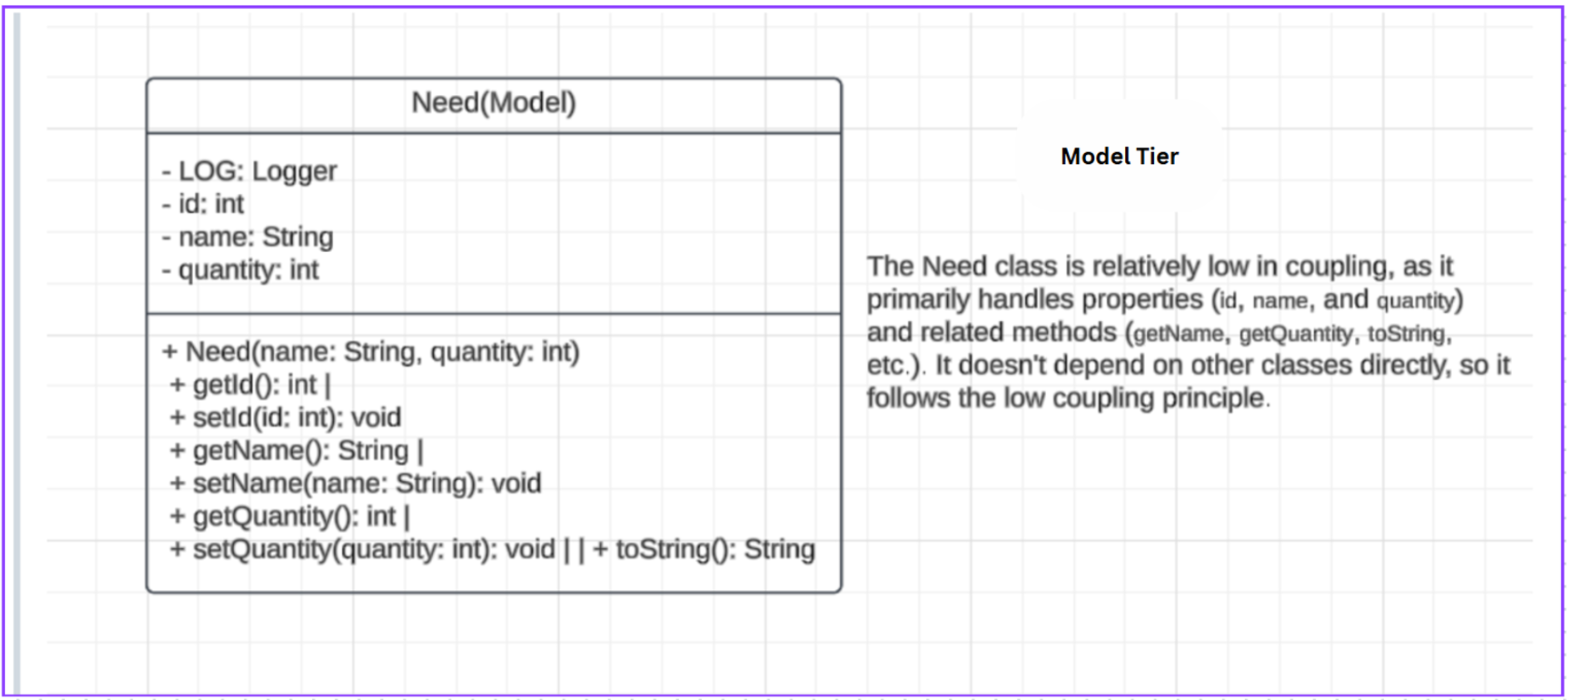 Need(Model)
- LOG: Logger
- id: int
- name: String
- quantity: int
+ Need(name: String, quantity: int)
+ getId(): int |
+ setId(id: int): void
+ getName(): String |
+ setName(name: String): void
+ getQuantity(): int |
+ setQuantity(quantity: int): void | | + toString(): String
Model Tier
The Need class is relatively low in coupling, as it
primarily handles properties (id, name, and quantity)
and related methods (getName, getQuantity, toString,
etc.). It doesn't depend on other classes directly, so it
follows the low coupling principle.